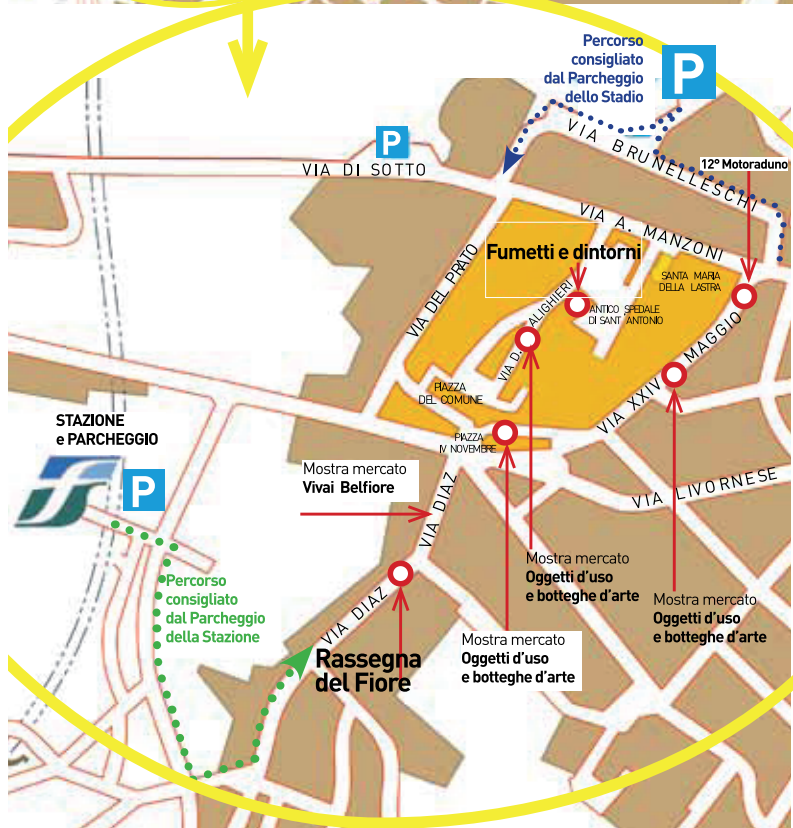 Percorso
consigliato
dal Parcheggio
dello Stadio
P
P
VIA DI SOTTO
VIA BRUNELLESCHI
12° Motoraduno
VIA A. MANZONI
VIA DEL PRATO
Fumetti e dintorni
SANTA MARIA
DELLA LASTRA
VIA D. ALIGHIERI
ANTICO SPEDALE
DI SANT ANTONIO
VIA XXIV MAGGIO
PIAZZA
DEL COMUNE
PIAZZA
IV NOVEMBRE
STAZIONE
e PARCHEGGIO
P
Mostra mercato
Vivai Belfiore
VIA DIAZ
VIA LIVORNESE
Percorso
consigliato
dal Parcheggio
della Stazione
VIA DIAZ
Rassegna
del Fiore
Mostra mercato
Oggetti d'uso
e botteghe d'arte
Mostra mercato
Oggetti d'uso
e botteghe d'arte
Mostra mercato
Oggetti d'uso
e botteghe d'arte